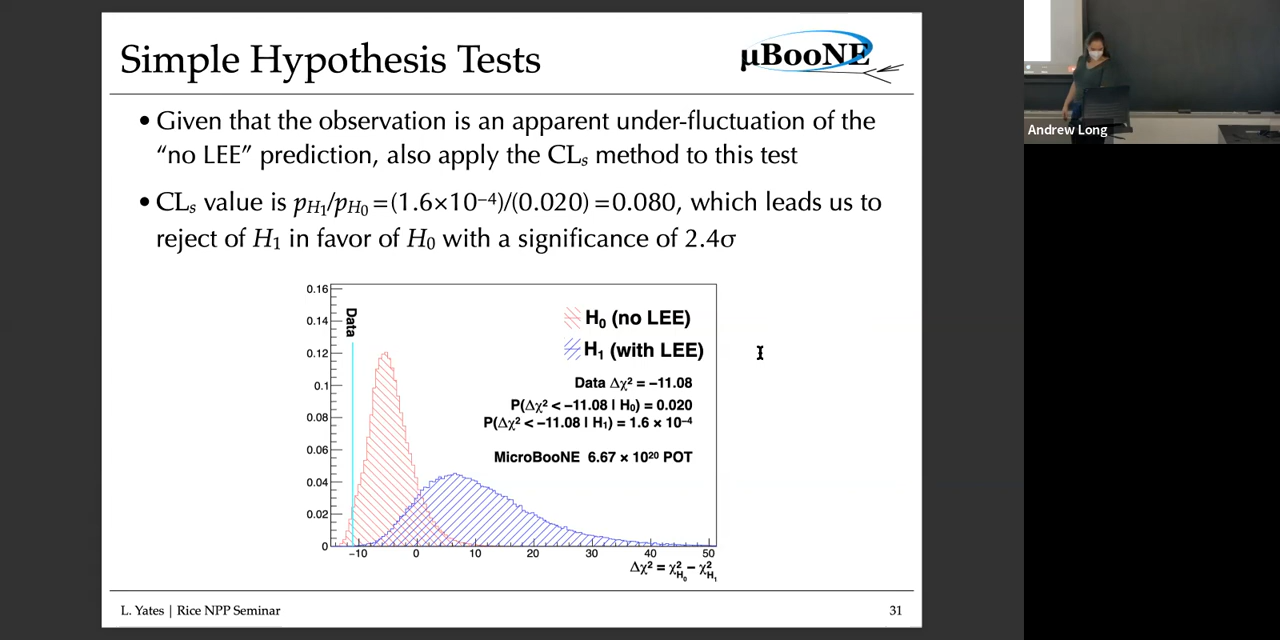 Simple Hypothesis Tests
µBooNE
• Given that the observation is an apparent under-fluctuation of the
“no LEE” prediction, also apply the CLₛ method to this test
• CLₛ value is p_H₁/p_H₀ = (1.6×10⁻⁴)/(0.020) = 0.080, which leads us to
reject of H₁ in favor of H₀ with a significance of 2.4σ
0.16
0.14
0.12
0.1
0.08
0.06
0.04
0.02
0
Data
H₀ (no LEE)
H₁ (with LEE)
Data Δχ² = −11.08
P(Δχ² < −11.08 | H₀) = 0.020
P(Δχ² < −11.08 | H₁) = 1.6 × 10⁻⁴
MicroBooNE 6.67 × 10²⁰ POT
−10 0 10 20 30 40 50
Δχ² = χ²_H₀ − χ²_H₁
L. Yates | Rice NPP Seminar
31
Andrew Long